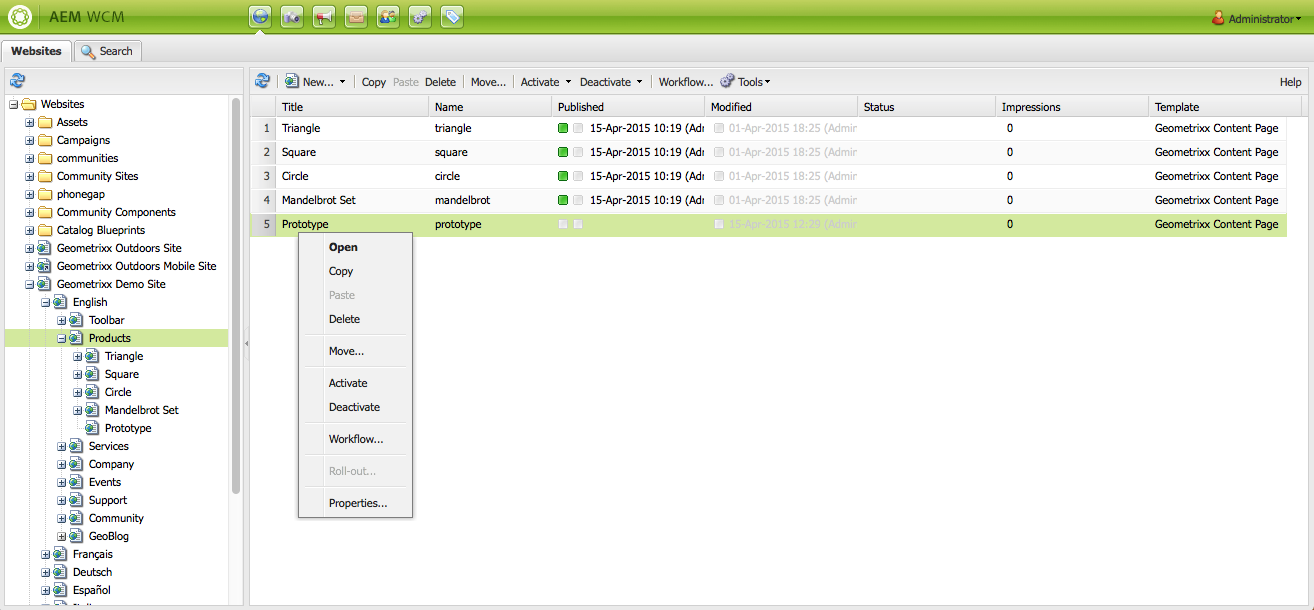 AEM WCM
Administrator
Websites
Search
New...
Copy
Paste
Delete
Move...
Activate
Deactivate
Workflow...
Tools
Help
Websites
Assets
Campaigns
communities
Community Sites
phonegap
Community Components
Catalog Blueprints
Geometrixx Outdoors Site
Geometrixx Outdoors Mobile Site
Geometrixx Demo Site
English
Toolbar
Products
Triangle
Square
Circle
Mandelbrot Set
Prototype
Services
Company
Events
Support
Community
GeoBlog
Français
Deutsch
Español
Title Name Published Modified Status Impressions Template
1 Triangle triangle 15-Apr-2015 10:19 (Adr 01-Apr-2015 18:25 (Admir 0 Geometrixx Content Page
2 Square square 15-Apr-2015 10:19 (Adr 01-Apr-2015 18:25 (Admir 0 Geometrixx Content Page
3 Circle circle 15-Apr-2015 10:19 (Adr 01-Apr-2015 18:25 (Admir 0 Geometrixx Content Page
4 Mandelbrot Set mandelbrot 15-Apr-2015 10:19 (Adr 01-Apr-2015 18:25 (Admir 0 Geometrixx Content Page
5 Prototype prototype 15-Apr-2015 12:29 (Admir 0 Geometrixx Content Page
Open
Copy
Paste
Delete
Move...
Activate
Deactivate
Workflow...
Roll-out...
Properties...